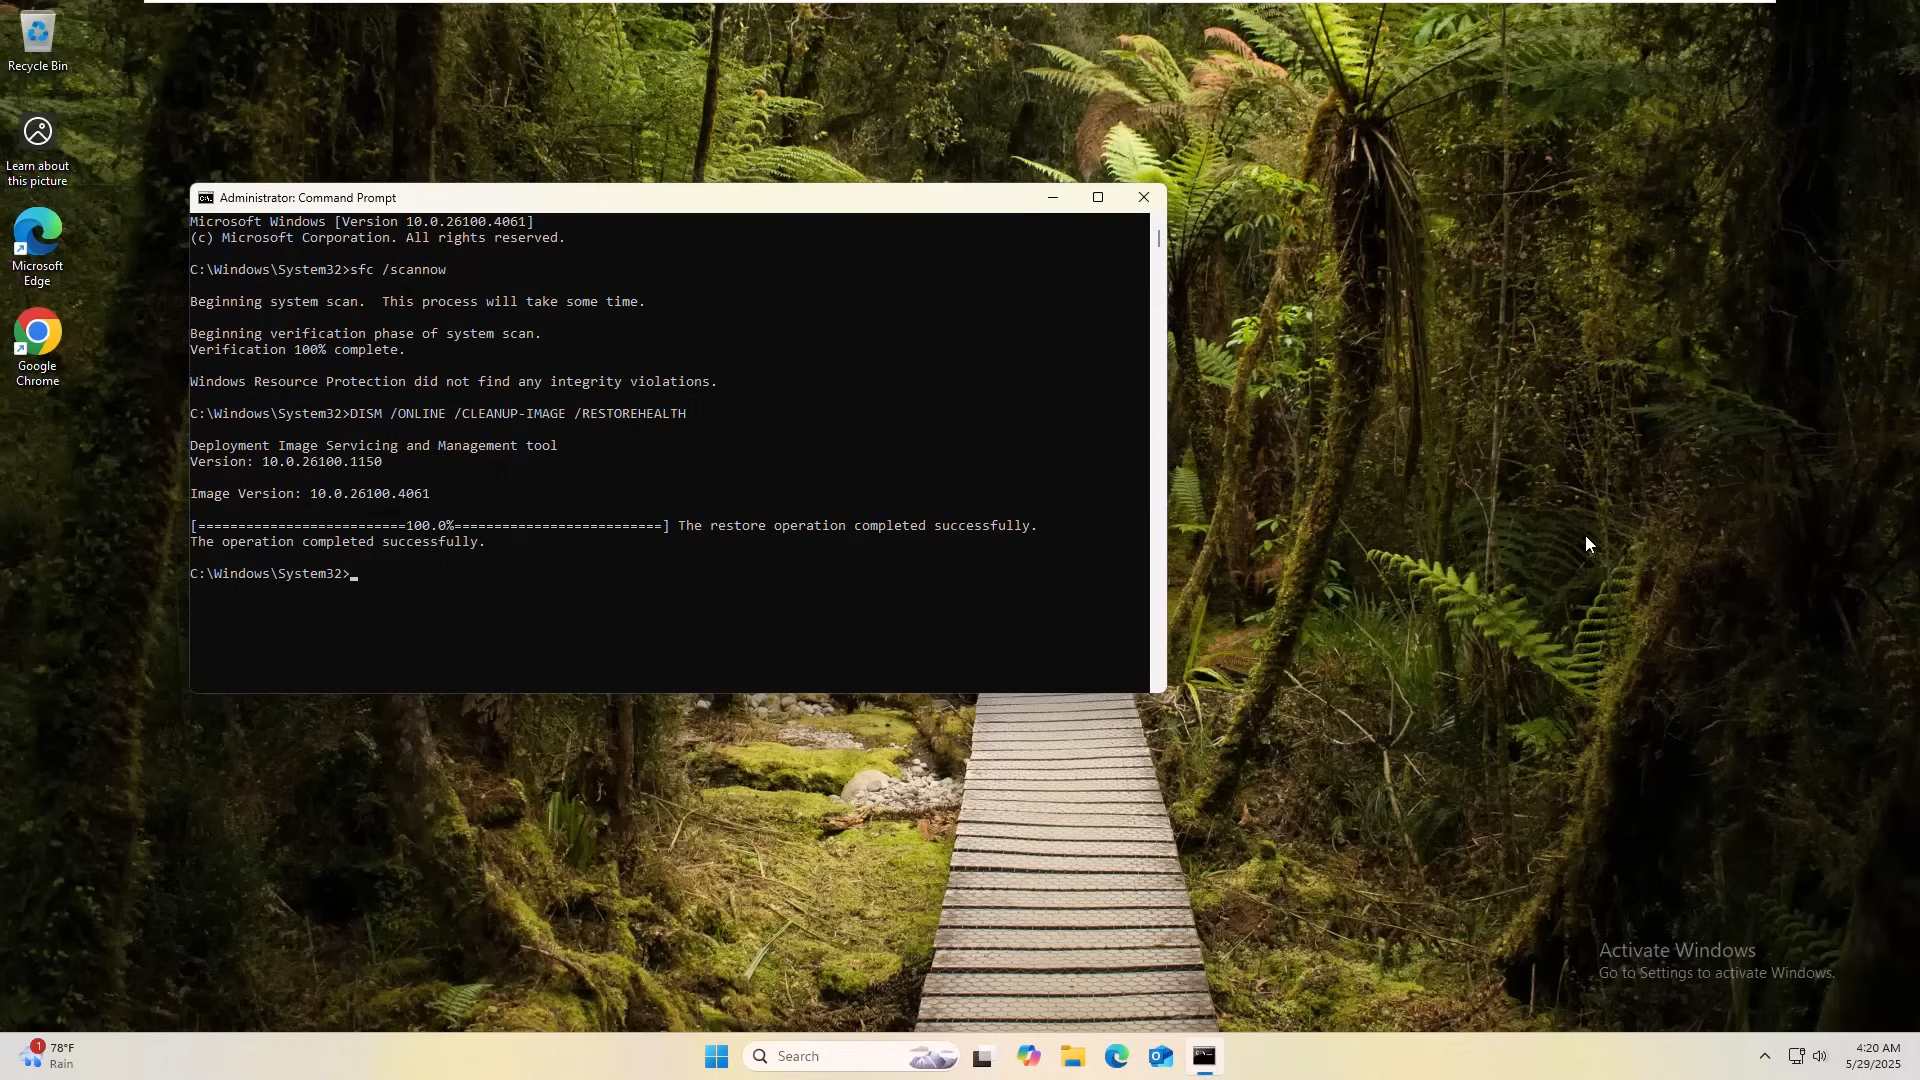 Recycle Bin
Learn about
this picture
Microsoft
Edge
Google
Chrome
Administrator: Command Prompt
Microsoft Windows [Version 10.0.26100.4061]
(c) Microsoft Corporation. All rights reserved.
C:\Windows\System32>sfc /scannow
Beginning system scan.  This process will take some time.
Beginning verification phase of system scan.
Verification 100% complete.
Windows Resource Protection did not find any integrity violations.
C:\Windows\System32>DISM /ONLINE /CLEANUP-IMAGE /RESTOREHEALTH
Deployment Image Servicing and Management tool
Version: 10.0.26100.1150
Image Version: 10.0.26100.4061
[==========================100.0%==========================] The restore operation completed successfully.
The operation completed successfully.
C:\Windows\System32>
Activate Windows
Go to Settings to activate Windows.
1
78°F
Rain
Search
4:20 AM
5/29/2025